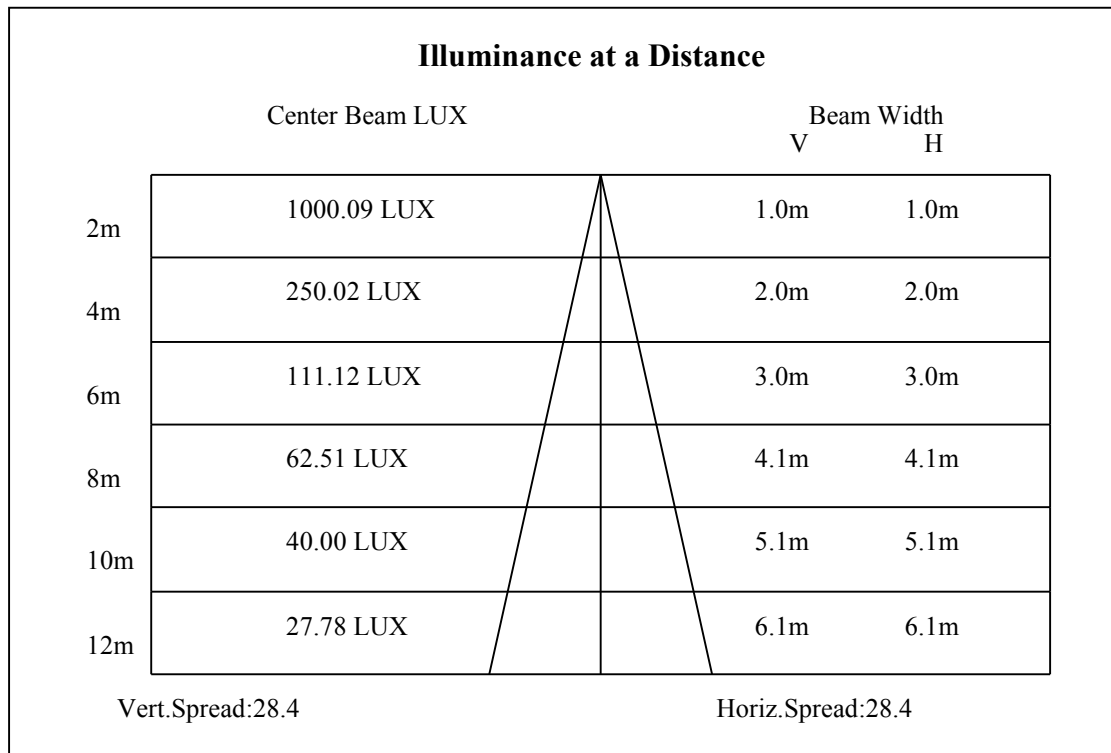 Illuminance at a Distance
Center Beam LUX Beam Width
V H
2m 1000.09 LUX 1.0m 1.0m
4m 250.02 LUX 2.0m 2.0m
6m 111.12 LUX 3.0m 3.0m
8m 62.51 LUX 4.1m 4.1m
10m 40.00 LUX 5.1m 5.1m
12m 27.78 LUX 6.1m 6.1m
Vert.Spread:28.4 Horiz.Spread:28.4